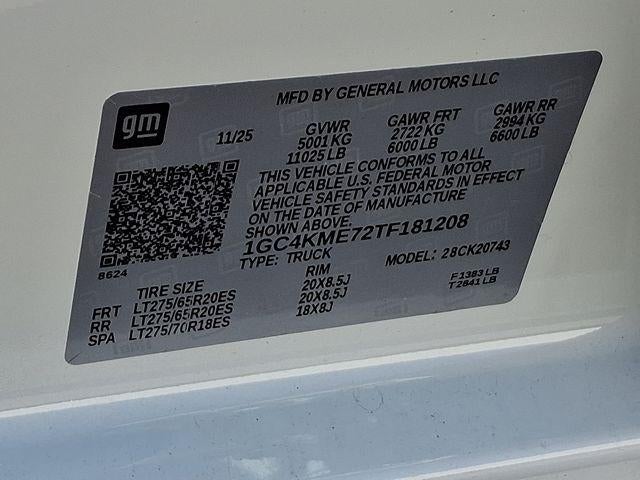 MFD BY GENERAL MOTORS LLC
gm
11/25
GVWR
5001 KG
11025 LB
GAWR FRT
2722 KG
6000 LB
GAWR RR
2994 KG
6600 LB
THIS VEHICLE CONFORMS TO ALL
APPLICABLE U.S. FEDERAL MOTOR
VEHICLE SAFETY STANDARDS IN EFFECT
ON THE DATE OF MANUFACTURE
SHOWN ABOVE.
1GC4KME72TF181208
TYPE: TRUCK MODEL: 28CK20743
8624
TIRE SIZE RIM
FRT LT275/65R20ES 20X8.5J
RR LT275/65R20ES 20X8.5J
SPA LT275/70R18ES 18X8J
F 1383 LB
T 2841 LB